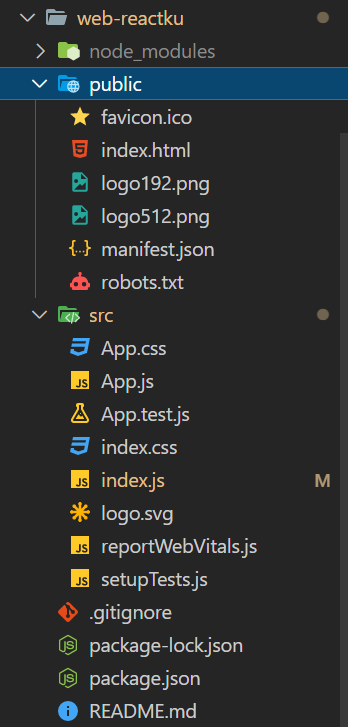 web-reactku
node_modules
public
favicon.ico
index.html
logo192.png
logo512.png
manifest.json
robots.txt
src
App.css
App.js
App.test.js
index.css
index.js M
logo.svg
reportWebVitals.js
setupTests.js
.gitignore
package-lock.json
package.json
README.md